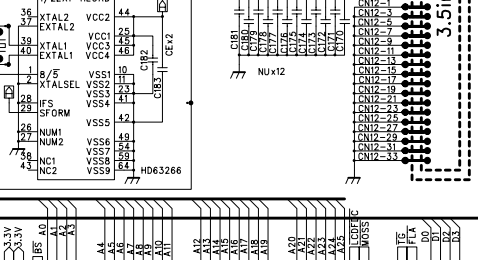 36 XTAL2 VCC2 44
37 EXTAL2
VCC1 25
39 XTAL1 VCC3 45
40 EXTAL1 VCC4 46
8/5 VSS1 10
2 XTALSEL VSS2 11
VSS3 23
28 IFS VSS4 41
29 SFORM
VSS5 42
26 NUM1
27 NUM2 VSS6 49
VSS7 54
38 NC1 VSS8 59
43 NC2 VSS9 64
HD63266
C182
C183
CEx2
C181
C180
C179
C178
C177
C176
C175
C174
C173
C172
C171
C170
NUx12
CN12-1
CN12-3
CN12-5
CN12-7
CN12-9
CN12-11
CN12-13
CN12-15
CN12-17
CN12-19
CN12-21
CN12-23
CN12-25
CN12-27
CN12-29
CN12-31
CN12-33
3.5in
3.3V
3.3V
BS
A0
A1
A2
A3
A4
A5
A6
A7
A8
A9
A10
A11
A12
A13
A14
A15
A16
A17
A18
A19
A20
A21
A22
A23
A24
A25
LCDFDC
MOSS
TG
FLA
D0
D1
D2
D3